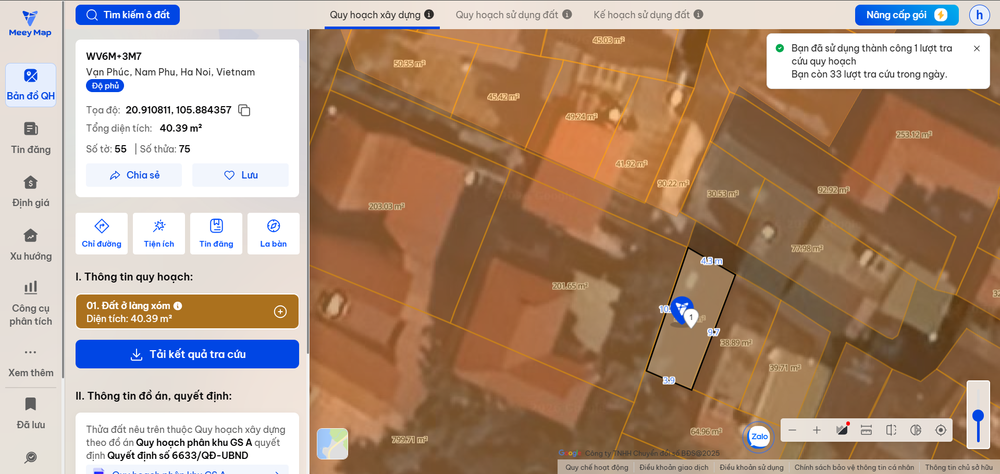 Meey Map
Bản đồ QH
Tin đăng
Định giá
Xu hướng
Công cụ
phân tích
Xem thêm
Đã lưu
Tìm kiếm ô đất
Quy hoạch xây dựng
Quy hoạch sử dụng đất
Kế hoạch sử dụng đất
Nâng cấp gói
h
WV6M+3M7
Vạn Phúc, Nam Phu, Ha Noi, Vietnam
Độ phủ
Tọa độ: 20.910811, 105.884357
Tổng diện tích: 40.39 m²
Số tờ: 55 | Số thửa: 75
Chia sẻ
Lưu
Chỉ đường
Tiện ích
Tin đăng
La bàn
I. Thông tin quy hoạch:
01. Đất ở làng xóm
Diện tích: 40.39 m²
Tải kết quả tra cứu
II. Thông tin đồ án, quyết định:
Thửa đất nêu trên thuộc Quy hoạch xây dựng
theo đồ án Quy hoạch phân khu GS A quyết
định Quyết định số 6633/QĐ-UBND
Quy hoạch phân khu GS A
Bạn đã sử dụng thành công 1 lượt tra
cứu quy hoạch
Bạn còn 33 lượt tra cứu trong ngày.
45.03 m²
50.35 m²
45.42 m²
49.24 m²
253.12 m²
41.92 m²
90.22 m²
30.53 m²
92.92 m²
203.03 m²
77.98 m²
4.3 m
201.65 m²
10.
1
m²
9.7
38.89 m²
39.71 m²
3.9
64.96 m²
799.71 m²
Zalo
Google
Công ty TNHH Chuyển đổi số BĐS@2025
Quy chế hoạt động
Điều khoản giao dịch
Điều khoản sử dụng
Chính sách bảo vệ thông tin cá nhân
Thông tin chủ sở hữu